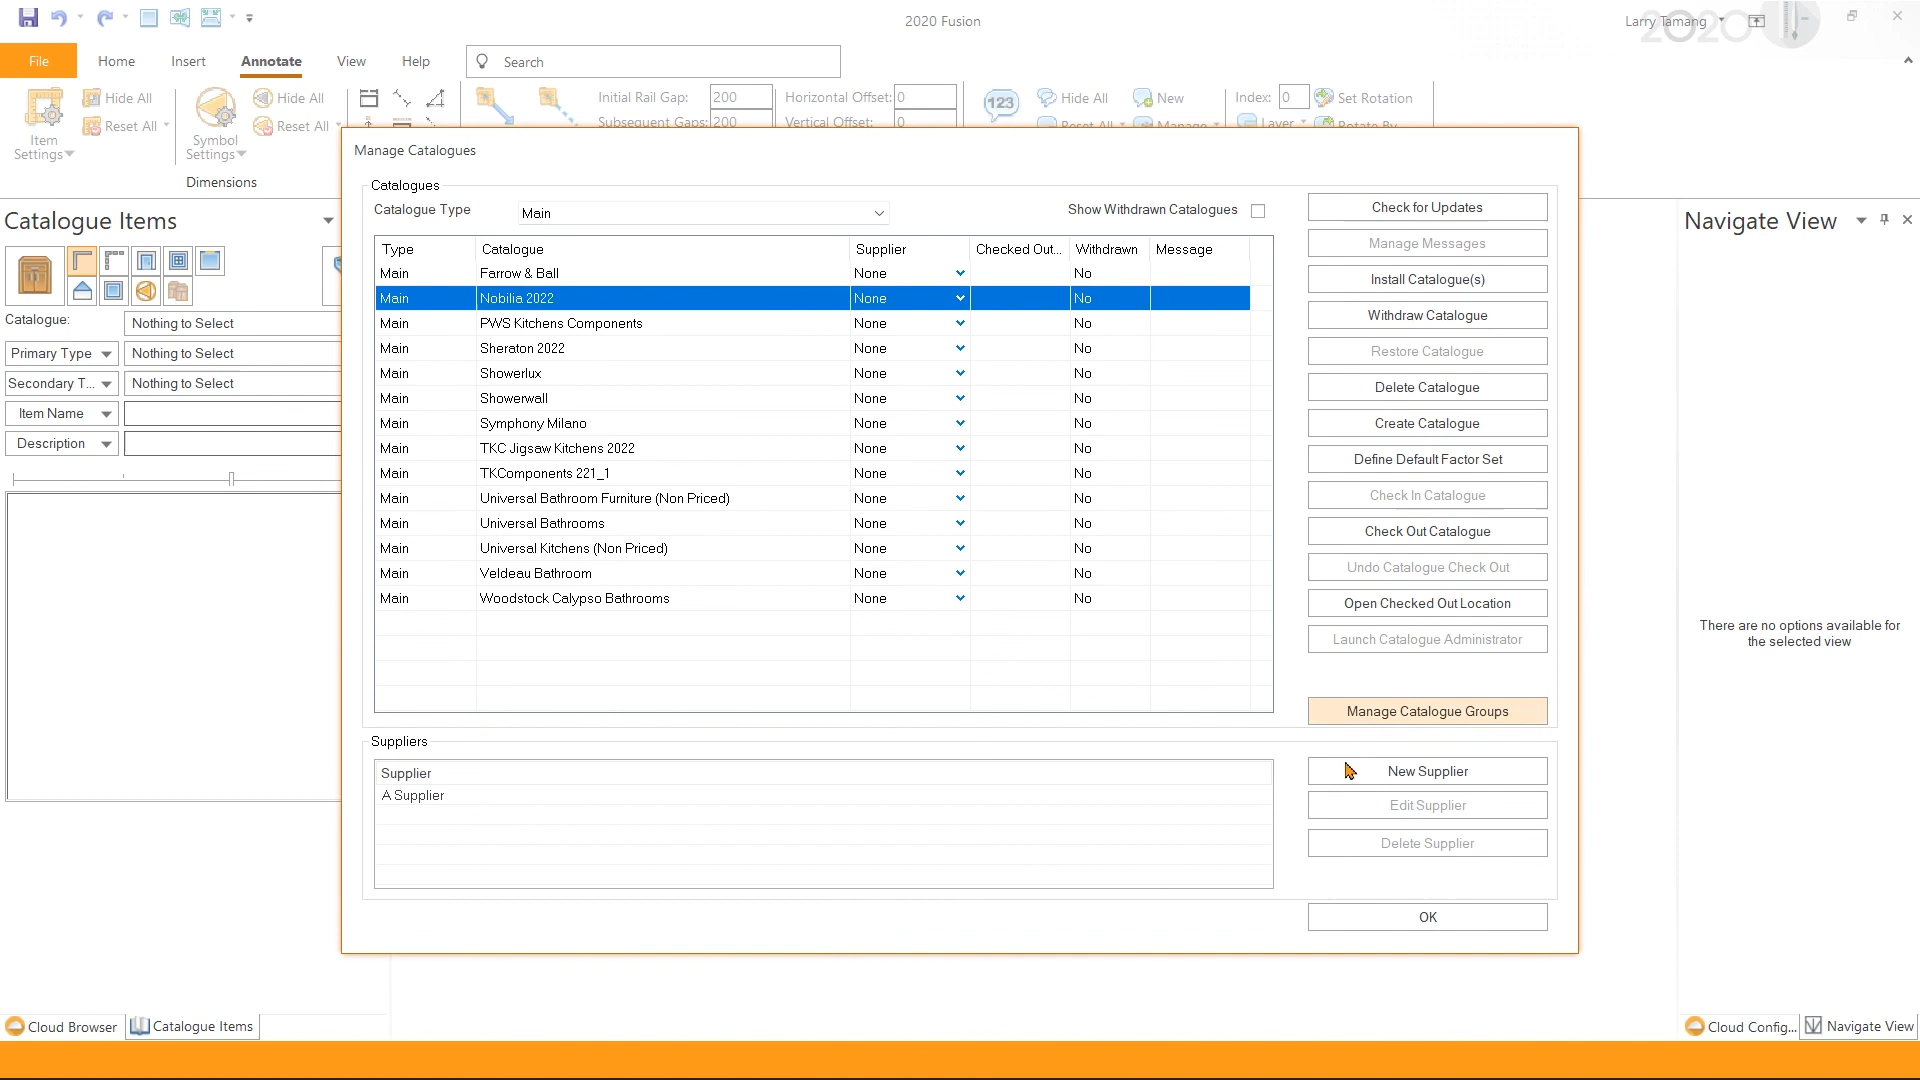 2020 Fusion
Larry Tamang
2020
File
Home
Insert
Annotate
View
Help
Search
Hide All
Reset All
Item
Settings
Hide All
Reset All
Symbol
Settings
Dimensions
Initial Rail Gap:
200
Subsequent Gaps:
200
Horizontal Offset:
0
Vertical Offset:
0
123
Hide All
Reset All
New
Manage
Index:
0
Set Rotation
Layer
Rotate By
Catalogue Items
Catalogue:
Nothing to Select
Primary Type
Nothing to Select
Secondary T...
Nothing to Select
Item Name
Description
Manage Catalogues
Catalogues
Catalogue Type
Main
Show Withdrawn Catalogues
Type Catalogue Supplier Checked Out... Withdrawn Message
Main Farrow & Ball None No
Main Nobilia 2022 None No
Main PWS Kitchens Components None No
Main Sheraton 2022 None No
Main Showerlux None No
Main Showerwall None No
Main Symphony Milano None No
Main TKC Jigsaw Kitchens 2022 None No
Main TKComponents 221_1 None No
Main Universal Bathroom Furniture (Non Priced) None No
Main Universal Bathrooms None No
Main Universal Kitchens (Non Priced) None No
Main Veldeau Bathroom None No
Main Woodstock Calypso Bathrooms None No
Check for Updates
Manage Messages
Install Catalogue(s)
Withdraw Catalogue
Restore Catalogue
Delete Catalogue
Create Catalogue
Define Default Factor Set
Check In Catalogue
Check Out Catalogue
Undo Catalogue Check Out
Open Checked Out Location
Launch Catalogue Administrator
Manage Catalogue Groups
Suppliers
Supplier
A Supplier
New Supplier
Edit Supplier
Delete Supplier
OK
Navigate View
There are no options available for
the selected view
Cloud Browser
Catalogue Items
Cloud Config...
Navigate View